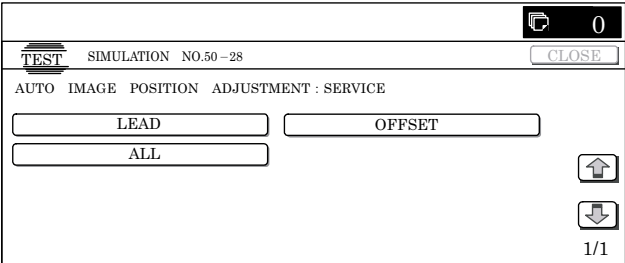 0
TEST SIMULATION NO.50-28 CLOSE
AUTO IMAGE POSITION ADJUSTMENT : SERVICE
LEAD OFFSET
ALL
1/1